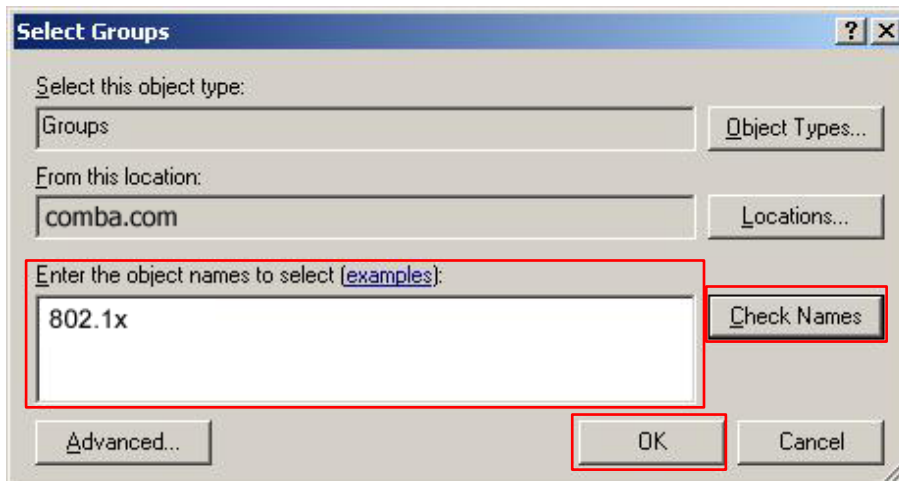 Select Groups
Select this object type:
Groups
Object Types...
From this location:
comba.com
Locations...
Enter the object names to select (examples):
802.1x
Check Names
Advanced...
OK
Cancel